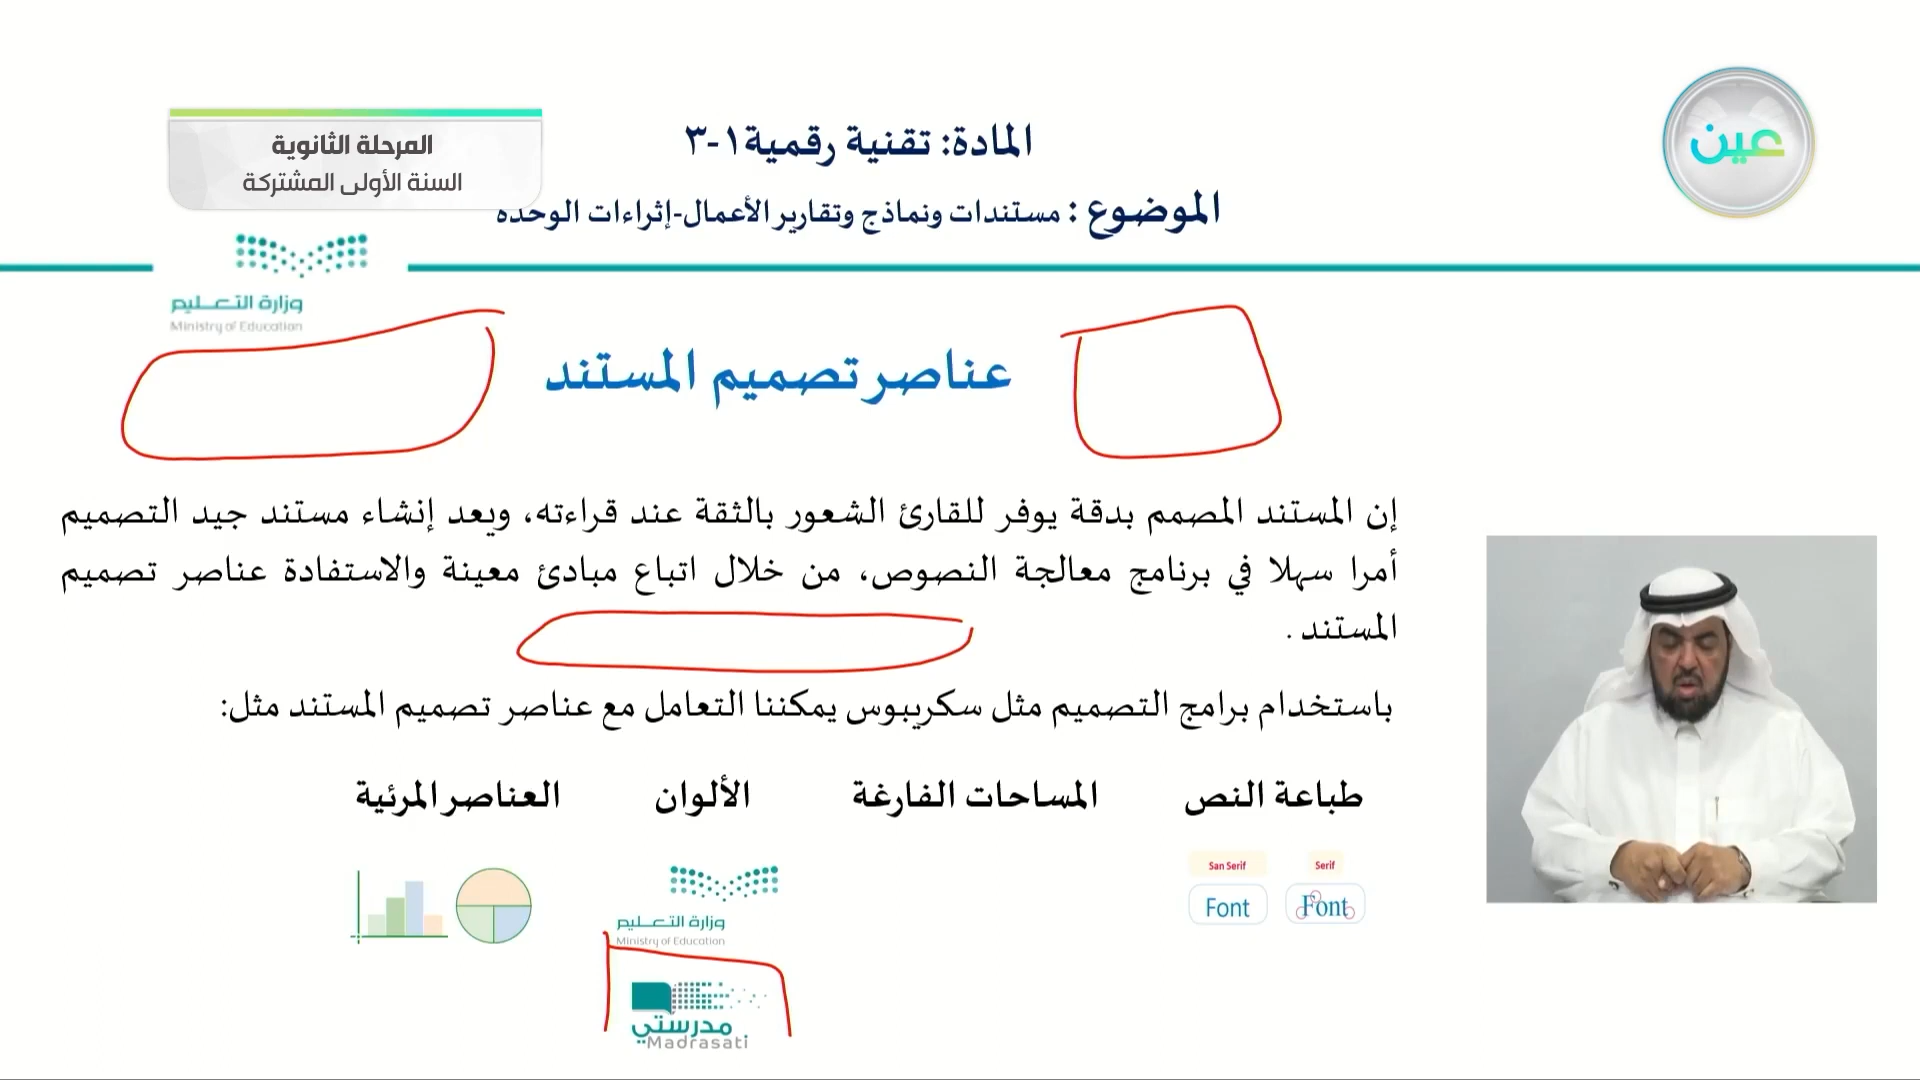 عين
المرحلة الثانوية
السنة الأولى المشتركة
المادة: تقنية رقمية١-٣
الموضوع : مستندات ونماذج وتقارير الأعمال-إثراءات الوحدة
وزارة التعليم
Ministry of Education
عناصر تصميم المستند
إن المستند المصمم بدقة يوفر للقارئ الشعور بالثقة عند قراءته، ويعد إنشاء مستند جيد التصميم
أمرا سهلا في برنامج معالجة النصوص، من خلال اتباع مبادئ معينة والاستفادة عناصر تصميم
المستند .
باستخدام برامج التصميم مثل سكريبوس يمكننا التعامل مع عناصر تصميم المستند مثل:
طباعة النص المساحات الفارغة الألوان العناصر المرئية
San Serif Serif
Font Font
وزارة التعليم
Ministry of Education
مدرستي
Madrasati